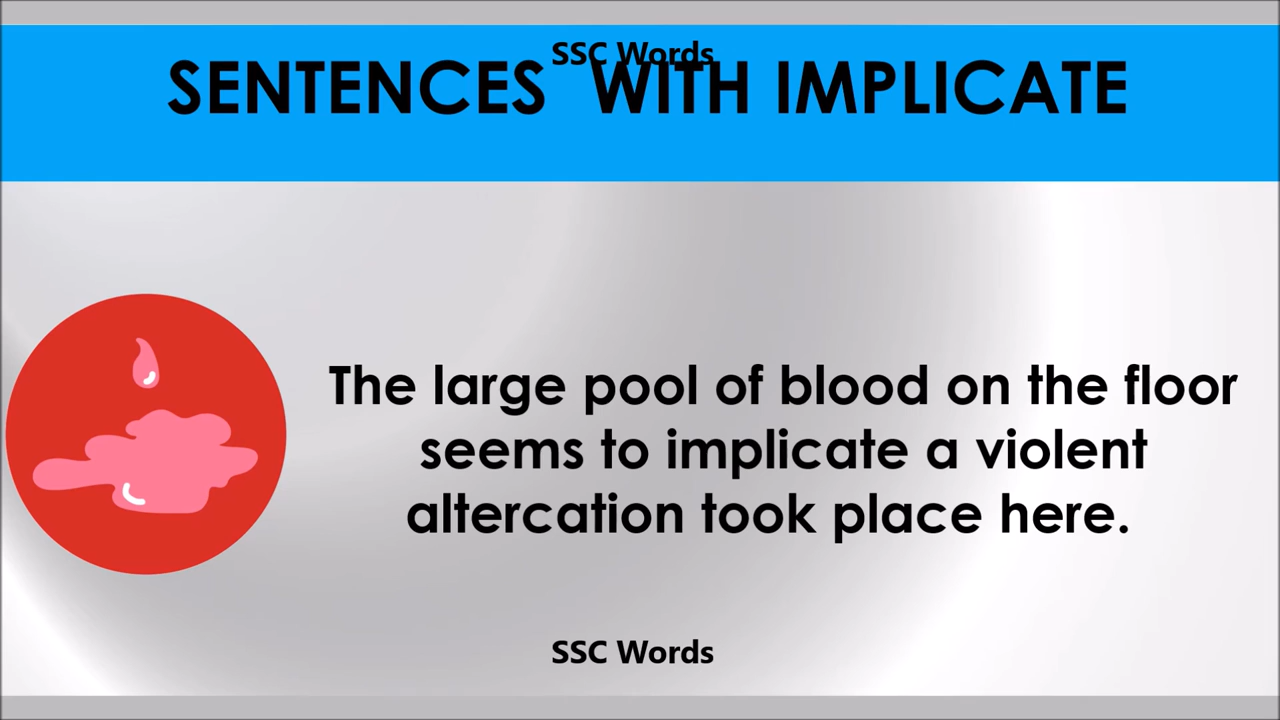 SSC Words
SENTENCES WITH IMPLICATE
The large pool of blood on the floor
seems to implicate a violent
altercation took place here.
SSC Words